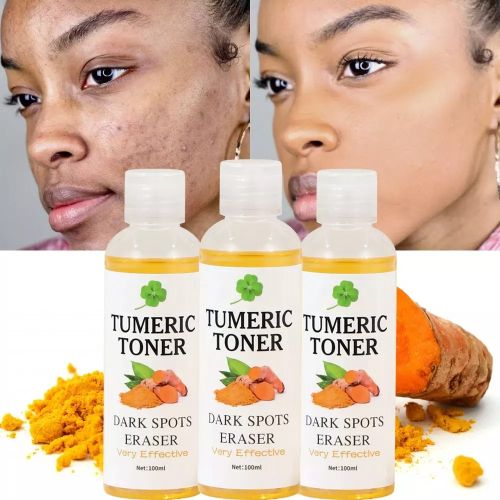 TUMERIC
TONER
DARK SPOTS
ERASER
Very Effective
Net:100ml
TUMERIC
TONER
DARK SPOTS
ERASER
Very Effective
Net:100ml
TUMERIC
TONER
DARK SPOTS
ERASER
Very Effective
Net:100ml